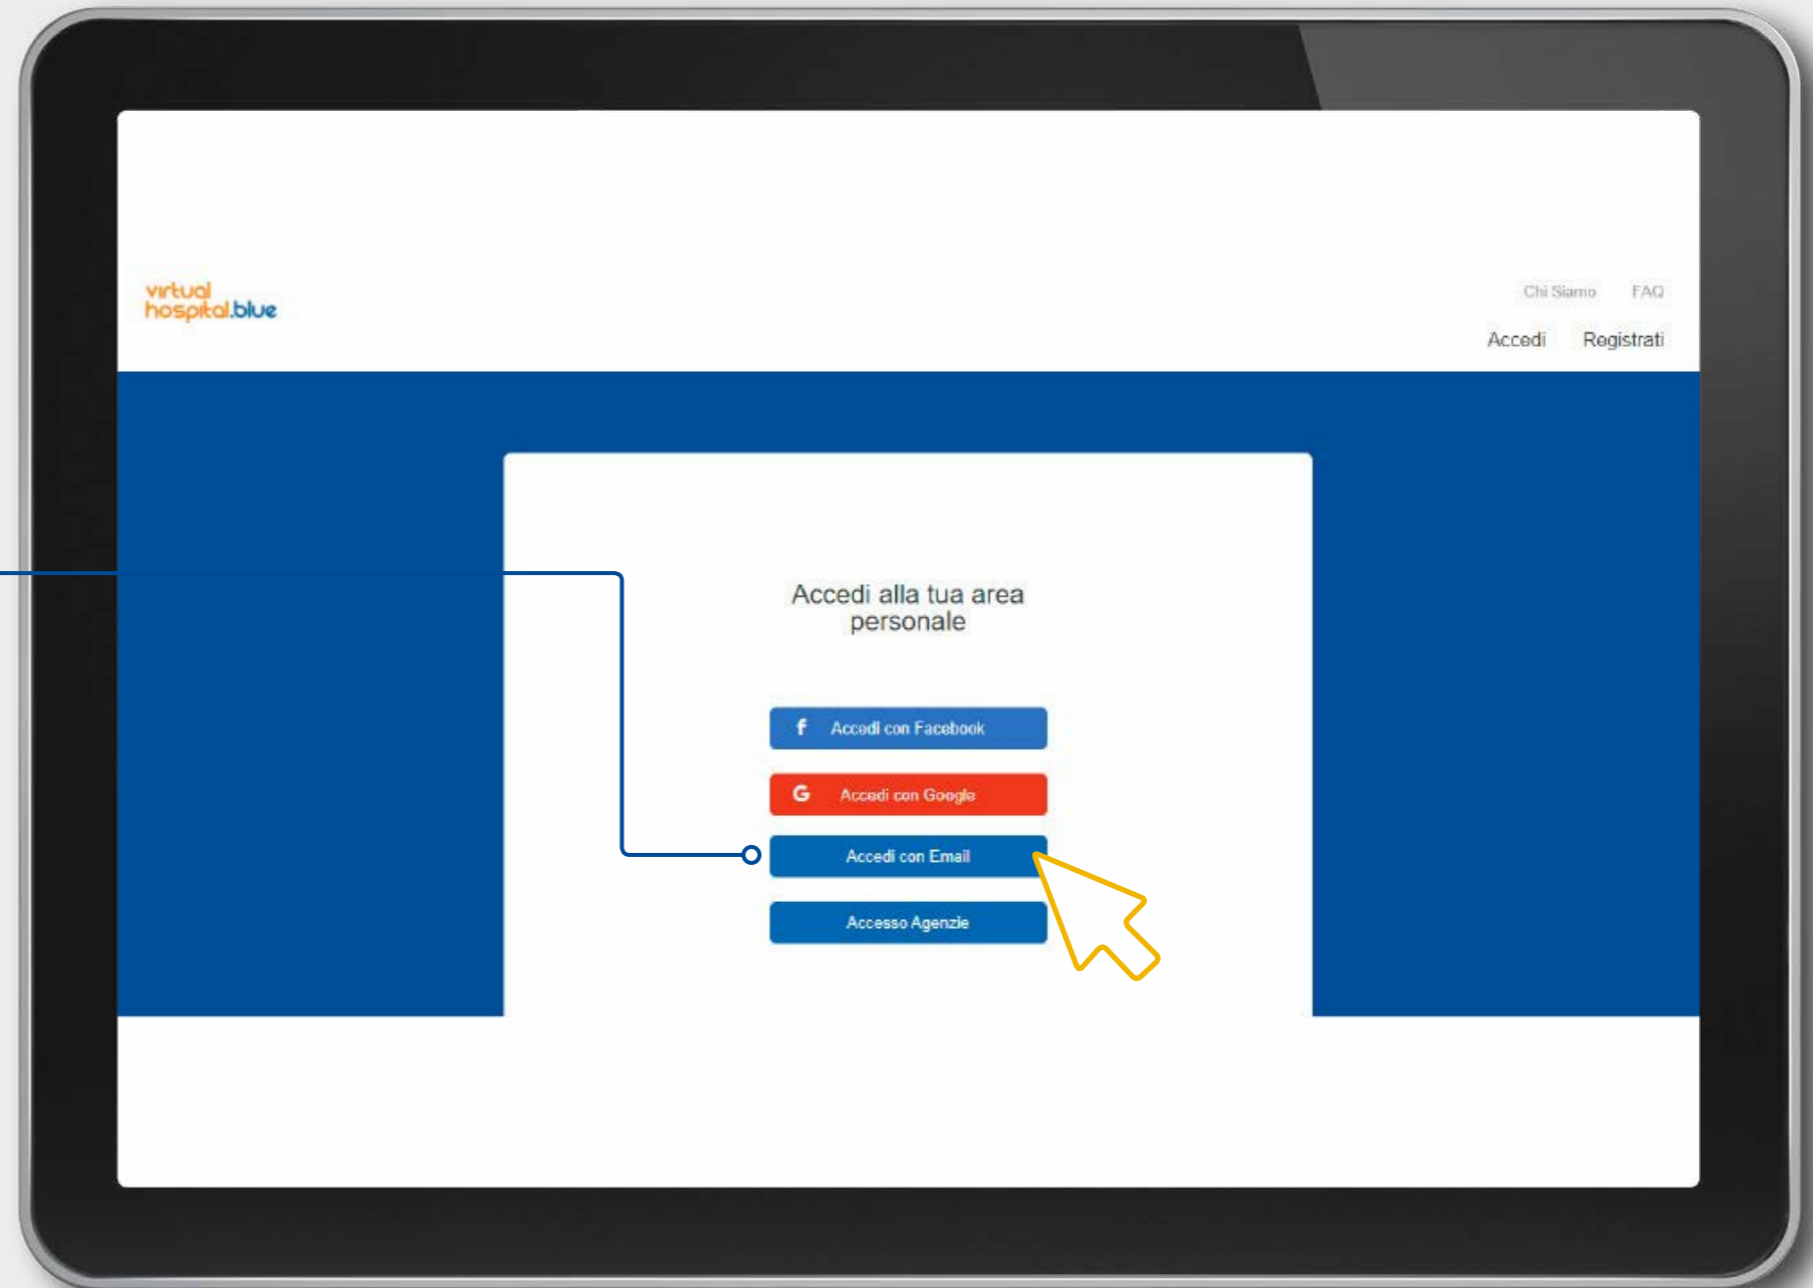 virtual
hospital.blue
Chi Siamo FAQ
Accedi Registrati
Accedi alla tua area
personale
f Accedi con Facebook
G Accedi con Google
Accedi con Email
Accesso Agenzie